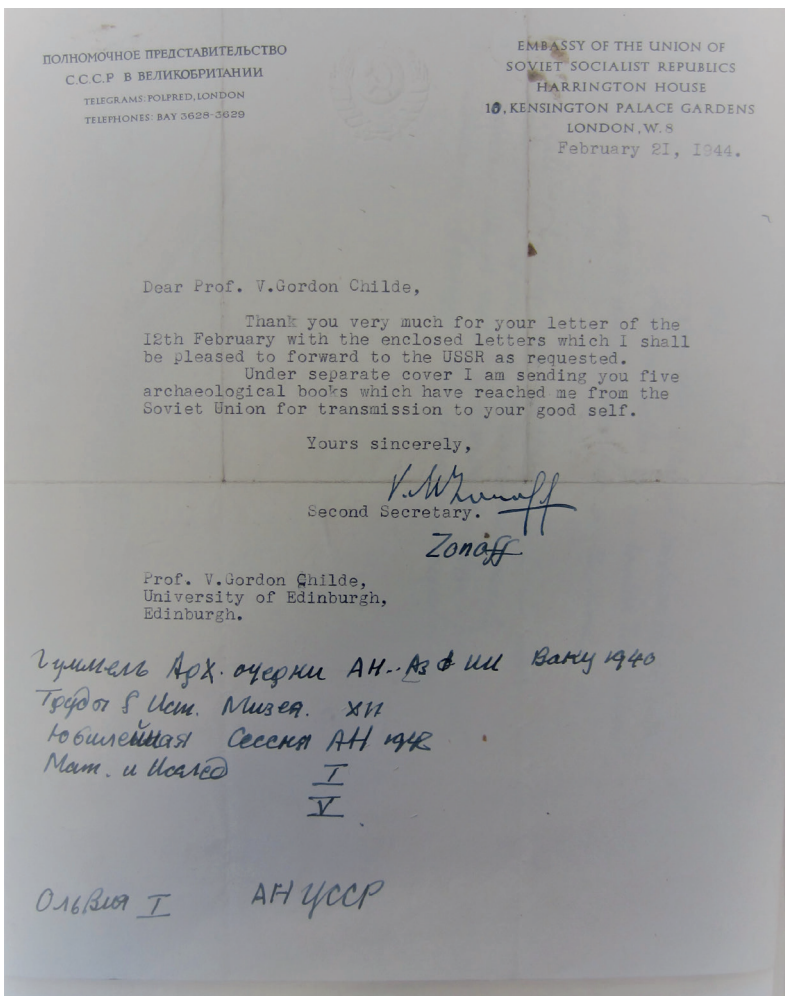 ПОЛНОМОЧНОЕ ПРЕДСТАВИТЕЛЬСТВО
С.С.С.Р В ВЕЛИКОБРИТАНИИ
TELEGRAMS: POLPRED, LONDON
TELEPHONES: BAY 3628-3629
EMBASSY OF THE UNION OF
SOVIET SOCIALIST REPUBLICS
HARRINGTON HOUSE
KENSINGTON PALACE GARDENS
LONDON, W. 8
February 2I, I944.
Dear Prof. V.Gordon Childe,
Thank you very much for your letter of the
I2th February with the enclosed letters which I shall
be pleased to forward to the USSR as requested.
Under separate cover I am sending you five
archaeological books which have reached me from the
Soviet Union for transmission to your good self.
Yours sincerely,
Second Secretary.
Zonoff
Prof. V.Gordon Childe,
University of Edinburgh,
Edinburgh.
Гуммель Арх. очерки АН Баку 1940
Труды Ист. Музея. XII
Юбилейная Сессия АН
Мат. и Исслед I
V
Ольвия I АН УССР